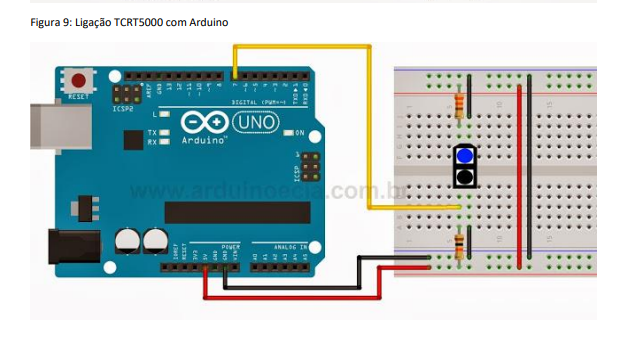 Figura 9: Ligação TCRT5000 com Arduino
RESET
ICSP2
AREF
GND
13
12
11
10
9
8
7
6
5
4
3
2
TX→1
RX←0
DIGITAL (PWM~)
L
TX
RX
UNO
Arduino™
ON
ICSP
www.arduinoecia.com.br
IOREF
RESET
3V3
5V
GND
GND
VIN
POWER
ANALOG IN
A0
A1
A2
A3
A4
A5